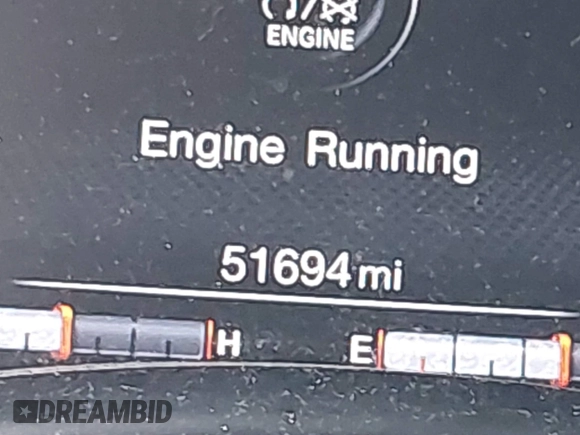 ENGINE
Engine Running
51694 mi
H E
DREAMBID